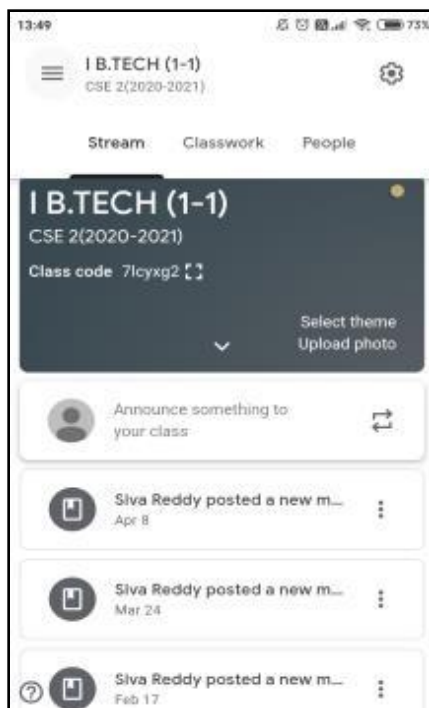 13:49
73%
I B.TECH (1-1)
CSE 2(2020-2021)
Stream Classwork People
I B.TECH (1-1)
CSE 2(2020-2021)
Class code 7lcyxg2
Select theme
Upload photo
Announce something to
your class
Siva Reddy posted a new m...
Apr 8
Siva Reddy posted a new m...
Mar 24
Siva Reddy posted a new m...
Feb 17